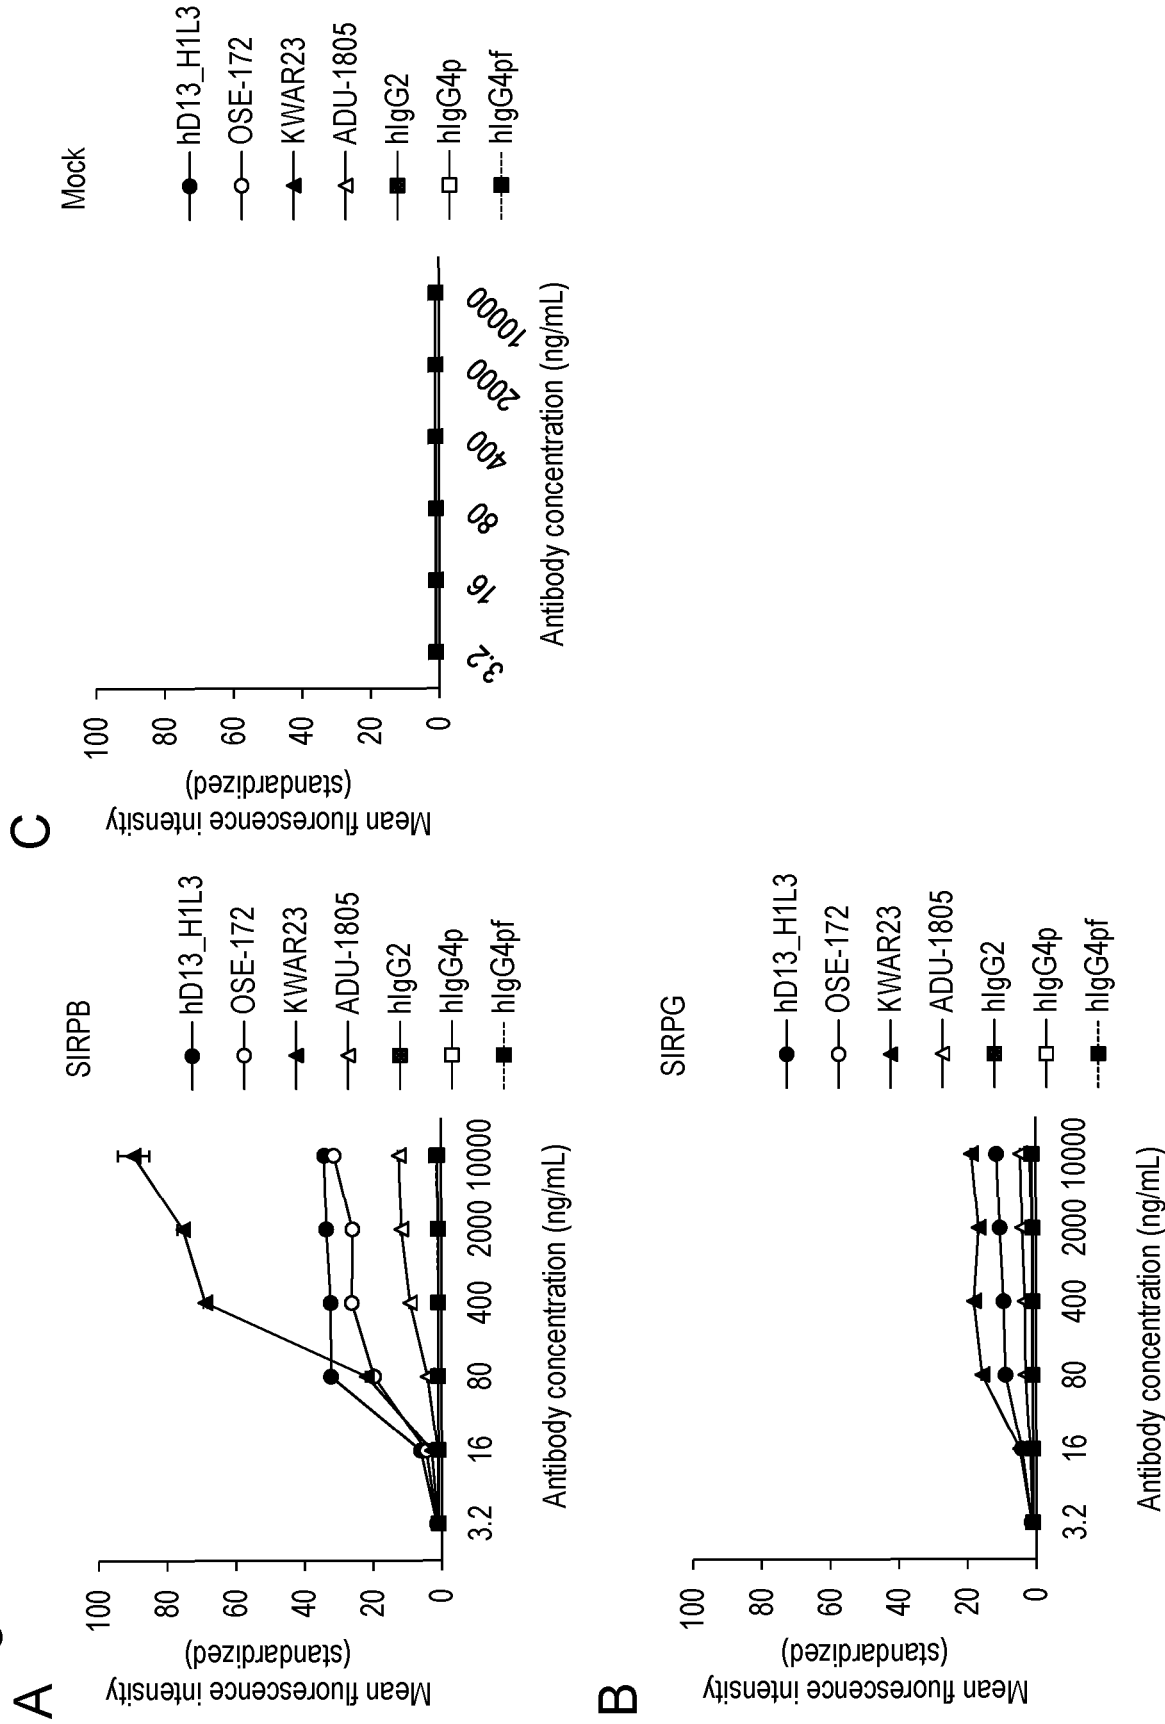 A
SIRPB
Mean fluorescence intensity
(standardized)
100
80
60
40
20
0
3.2 16 80 400 2000 10000
Antibody concentration (ng/mL)
hD13_H1L3
OSE-172
KWAR23
ADU-1805
hIgG2
hIgG4p
hIgG4pf
B
SIRPG
Mean fluorescence intensity
(standardized)
100
80
60
40
20
0
3.2 16 80 400 2000 10000
Antibody concentration (ng/mL)
hD13_H1L3
OSE-172
KWAR23
ADU-1805
hIgG2
hIgG4p
hIgG4pf
C
Mock
Mean fluorescence intensity
(standardized)
100
80
60
40
20
0
3.2 16 80 400 2000 10000
Antibody concentration (ng/mL)
hD13_H1L3
OSE-172
KWAR23
ADU-1805
hIgG2
hIgG4p
hIgG4pf